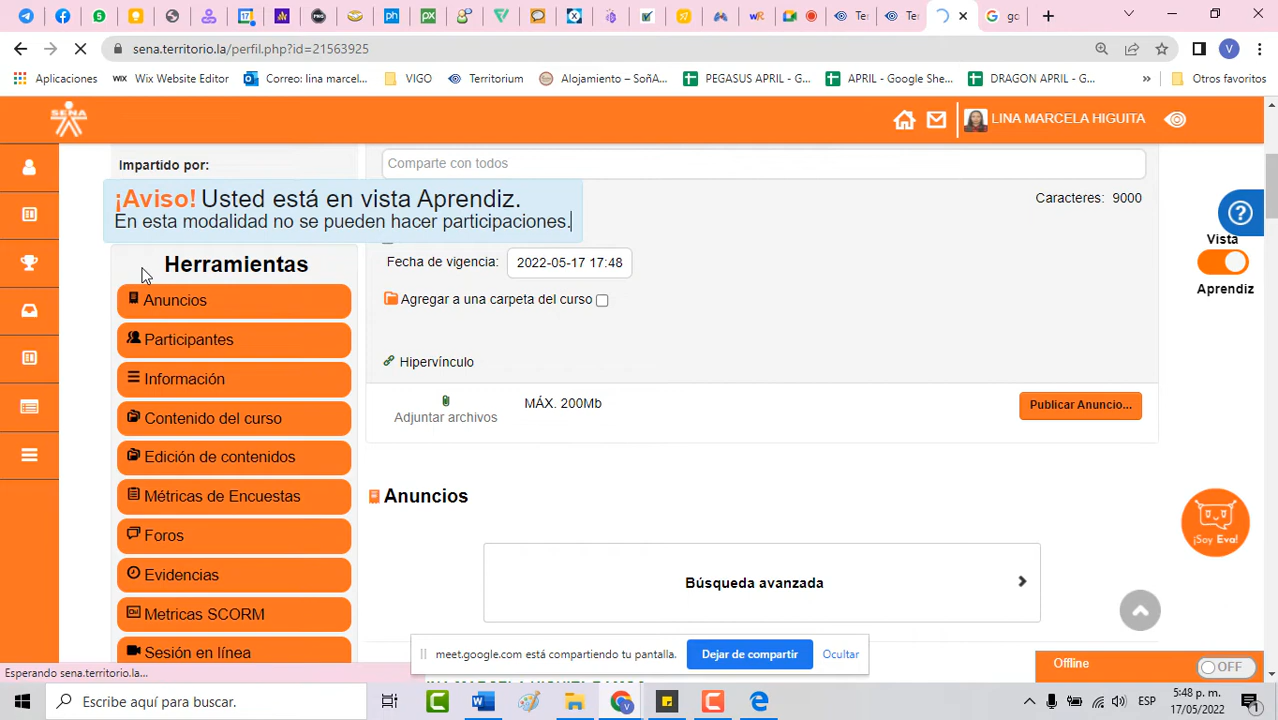 sena.territorio.la/perfil.php?id=21563925
Aplicaciones
Wix Website Editor
Correo: lina marcel...
VIGO
Territorium
Alojamiento – SoñA...
PEGASUS APRIL - G...
APRIL - Google She...
DRAGON APRIL - G...
»
Otros favoritos
SENA
LINA MARCELA HIGUITA
Impartido por:
Comparte con todos
¡Aviso! Usted está en vista Aprendiz.
En esta modalidad no se pueden hacer participaciones.
Caracteres: 9000
Vista
Aprendiz
Herramientas
Fecha de vigencia: 2022-05-17 17:48
Anuncios
Agregar a una carpeta del curso
Participantes
Hipervínculo
Información
Adjuntar archivos
MÁX. 200Mb
Publicar Anuncio...
Contenido del curso
Edición de contenidos
Métricas de Encuestas
Foros
Evidencias
Metricas SCORM
Sesión en línea
Anuncios
Búsqueda avanzada
¡Soy Eva!
meet.google.com está compartiendo tu pantalla.
Dejar de compartir
Ocultar
Offline
OFF
Esperando sena.territorio.la...
Escribe aquí para buscar.
ESP
5:48 p. m.
17/05/2022